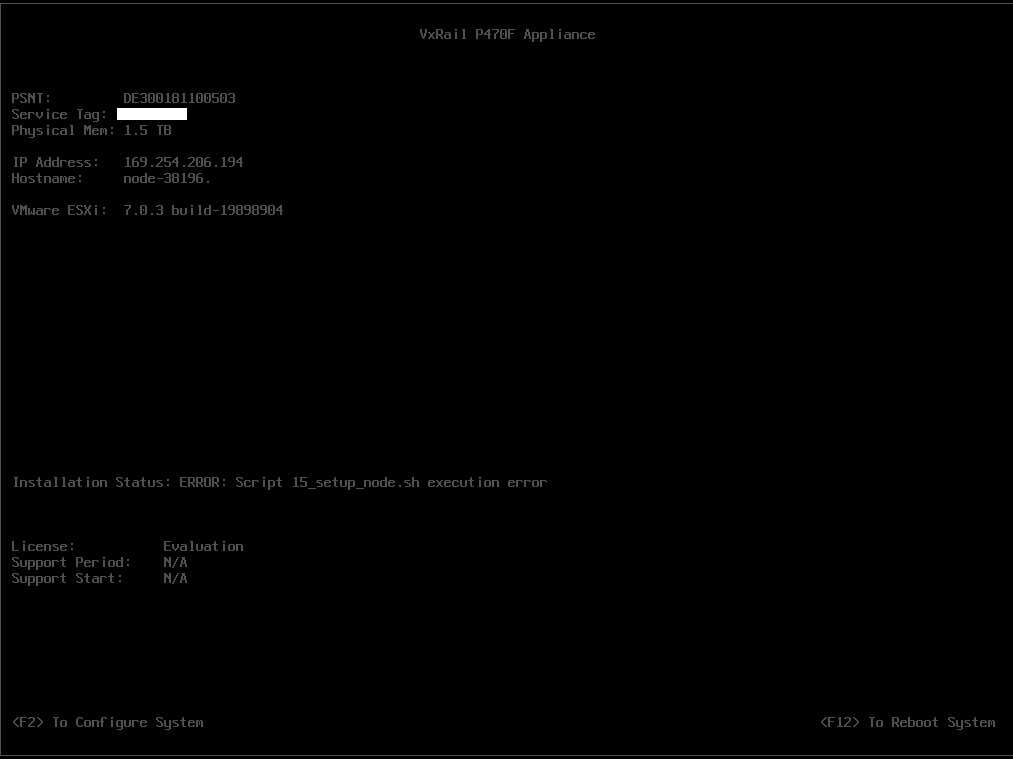 VxRail P470F Appliance
PSNT: DE300181100503
Service Tag:
Physical Mem: 1.5 TB
IP Address: 169.254.206.194
Hostname: node-38196.
VMware ESXi: 7.0.3 build-19898904
Installation Status: ERROR: Script 15_setup_node.sh execution error
License: Evaluation
Support Period: N/A
Support Start: N/A
<F2> To Configure System <F12> To Reboot System